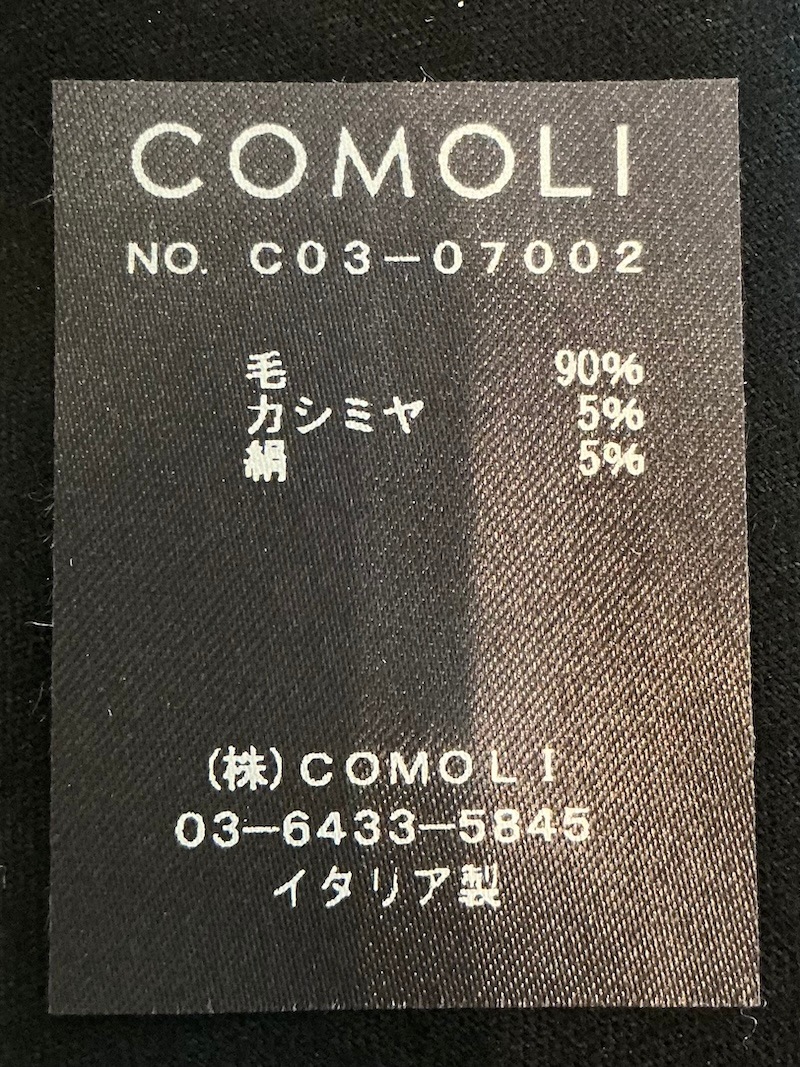 COMOLI
NO. C03-07002
毛 90%
カシミヤ 5%
絹 5%
(株)COMOLI
03-6433-5845
イタリア製